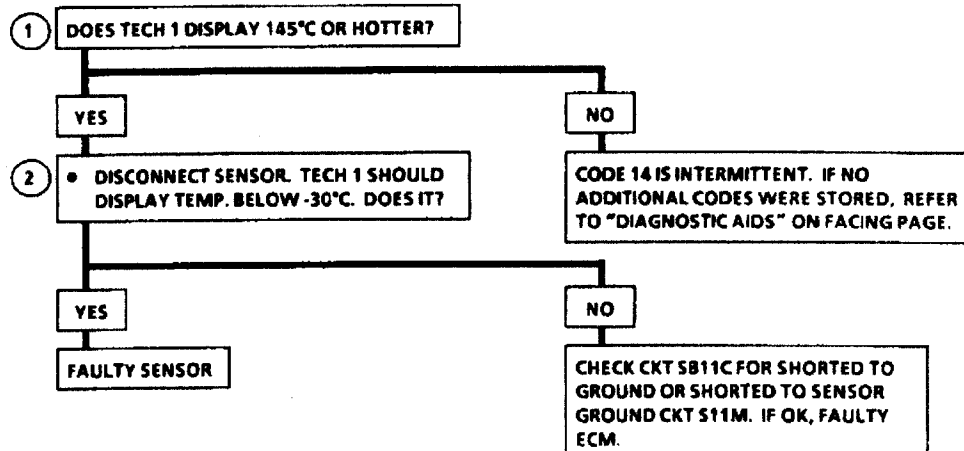 1
DOES TECH 1 DISPLAY 145°C OR HOTTER?
YES
NO
2
• DISCONNECT SENSOR. TECH 1 SHOULD
DISPLAY TEMP. BELOW -30°C. DOES IT?
CODE 14 IS INTERMITTENT. IF NO
ADDITIONAL CODES WERE STORED, REFER
TO "DIAGNOSTIC AIDS" ON FACING PAGE.
YES
NO
FAULTY SENSOR
CHECK CKT SB11C FOR SHORTED TO
GROUND OR SHORTED TO SENSOR
GROUND CKT S11M. IF OK, FAULTY
ECM.